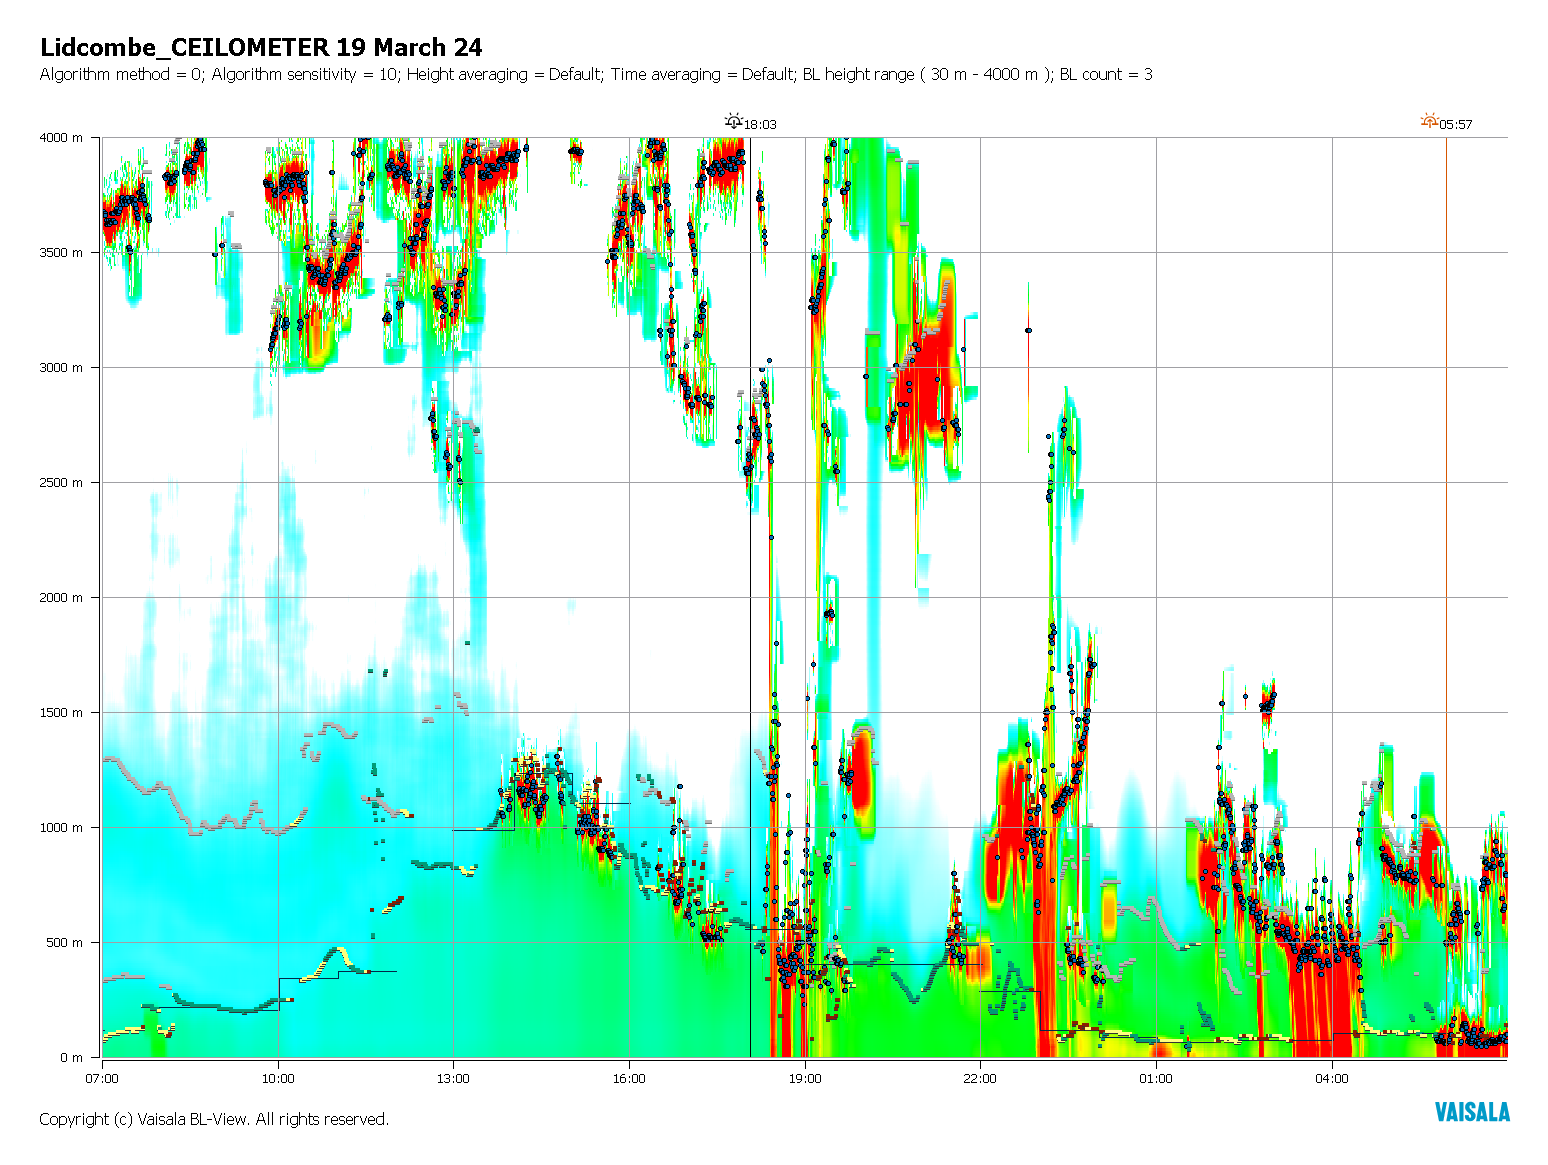 Lidcombe_CEILOMETER 19 March 24
Algorithm method = 0; Algorithm sensitivity = 10; Height averaging = Default; Time averaging = Default; BL height range ( 30 m - 4000 m ); BL count = 3
18:03
05:57
4000 m
3500 m
3000 m
2500 m
2000 m
1500 m
1000 m
500 m
0 m
07:00 10:00 13:00 16:00 19:00 22:00 01:00 04:00
Copyright (c) Vaisala BL-View. All rights reserved.
VAISALA